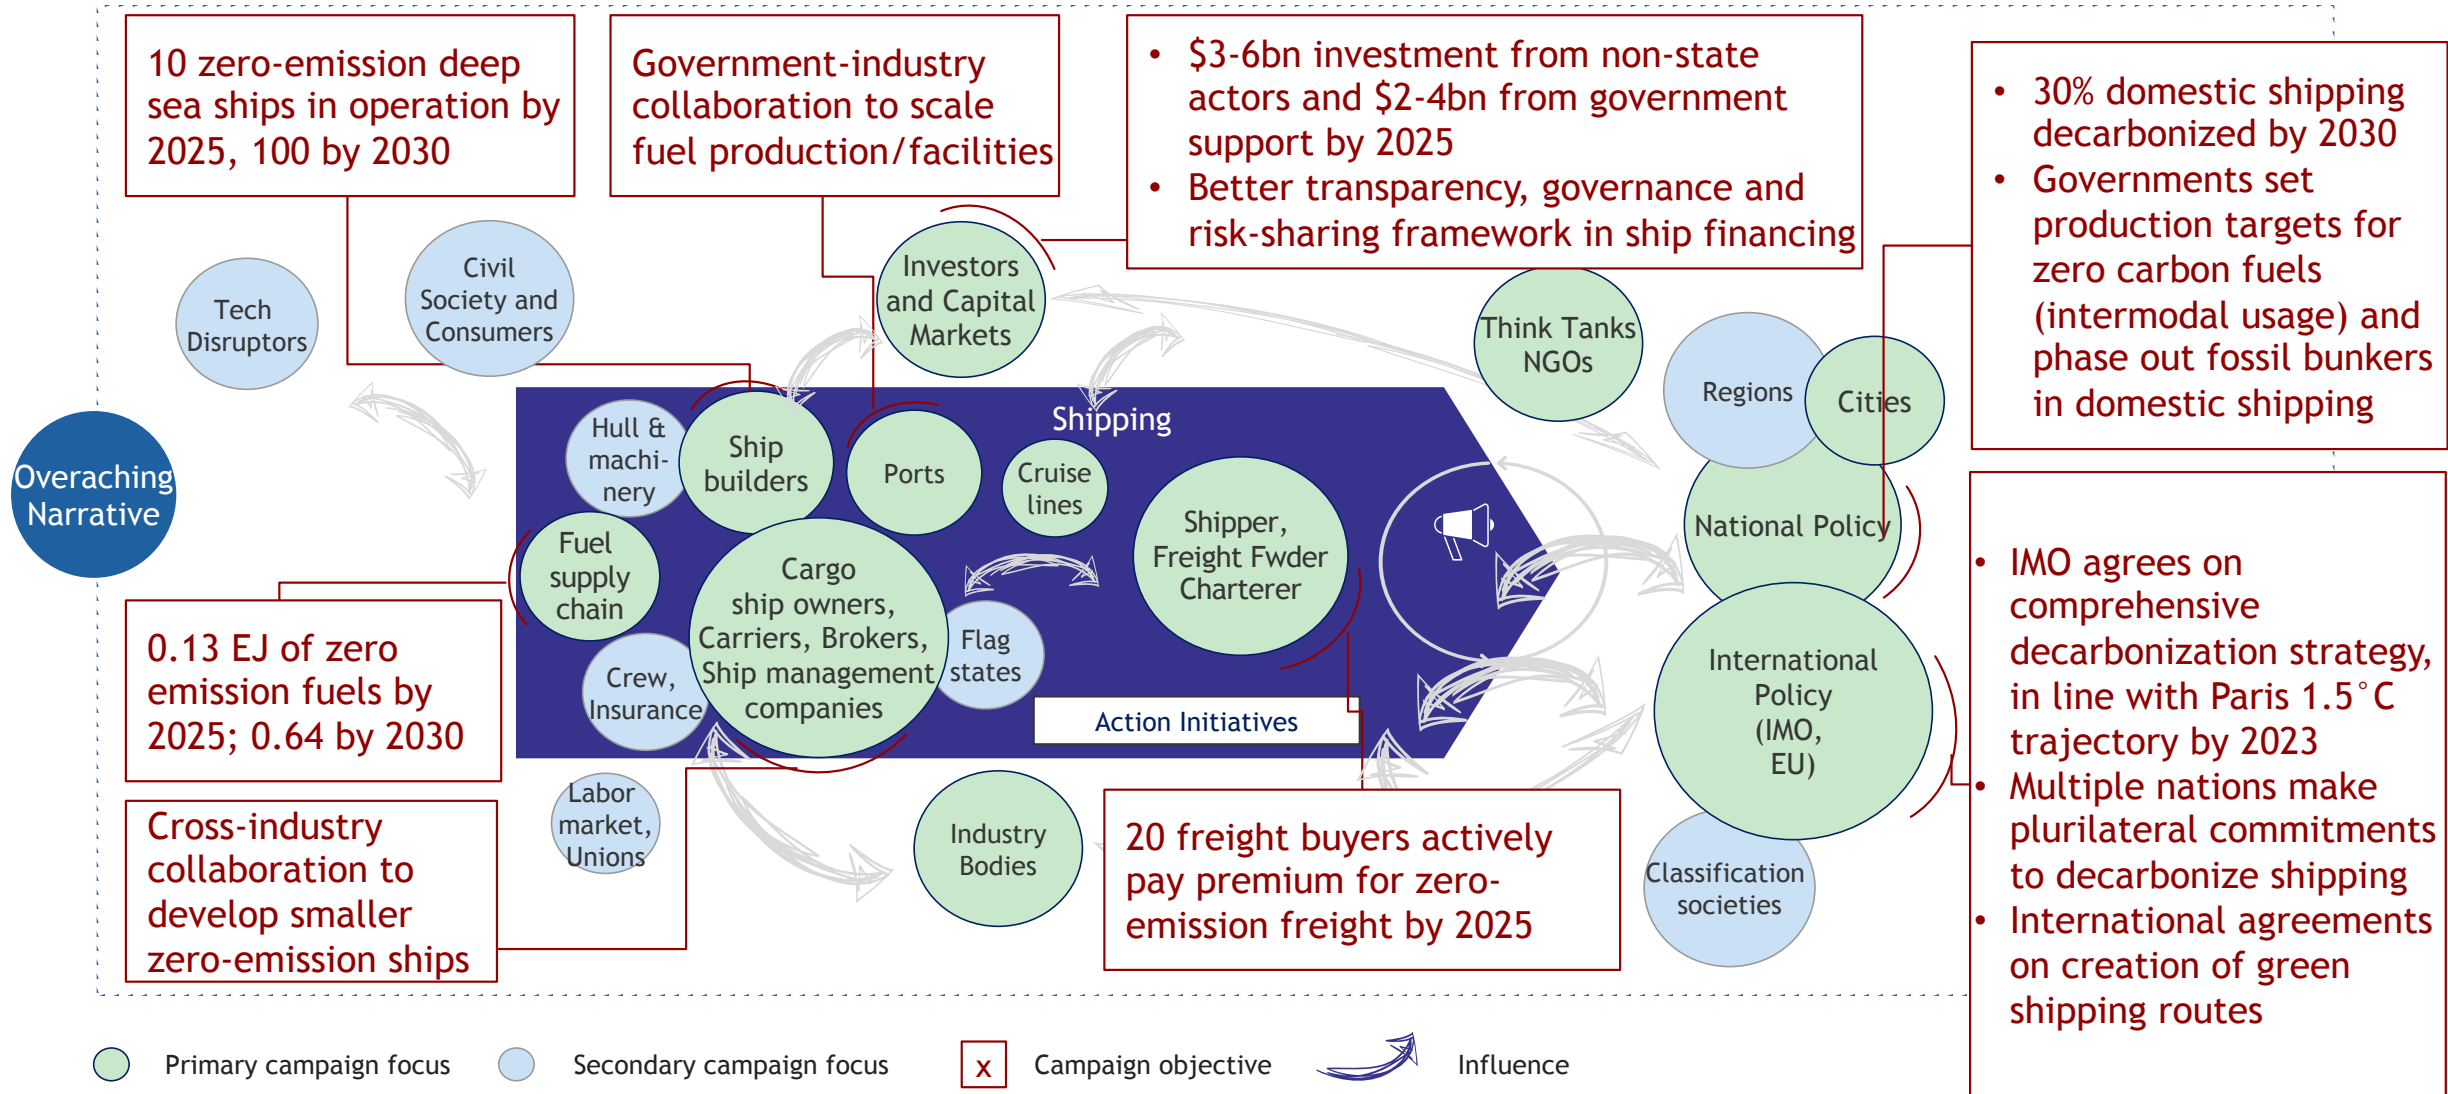 10 zero-emission deep
sea ships in operation by
2025, 100 by 2030
Government-industry
collaboration to scale
fuel production/facilities
• $3-6bn investment from non-state
actors and $2-4bn from government
support by 2025
• Better transparency, governance and
risk-sharing framework in ship financing
• 30% domestic shipping
decarbonized by 2030
• Governments set
production targets for
zero carbon fuels
(intermodal usage) and
phase out fossil bunkers
in domestic shipping
Tech
Disruptors
Civil
Society and
Consumers
Investors
and Capital
Markets
Think Tanks
NGOs
Regions
Cities
Overaching
Narrative
Shipping
Hull &
machi-
nery
Ship
builders
Ports
Cruise
lines
Shipper,
Freight Fwder
Charterer
National Policy
Fuel
supply
chain
Cargo
ship owners,
Carriers, Brokers,
Ship management
companies
Flag
states
Crew,
Insurance
Action Initiatives
International
Policy
(IMO,
EU)
• IMO agrees on
comprehensive
decarbonization strategy,
in line with Paris 1.5°C
trajectory by 2023
• Multiple nations make
plurilateral commitments
to decarbonize shipping
• International agreements
on creation of green
shipping routes
0.13 EJ of zero
emission fuels by
2025; 0.64 by 2030
Cross-industry
collaboration to
develop smaller
zero-emission ships
Labor
market,
Unions
Industry
Bodies
20 freight buyers actively
pay premium for zero-
emission freight by 2025
Classification
societies
Primary campaign focus
Secondary campaign focus
x
Campaign objective
Influence